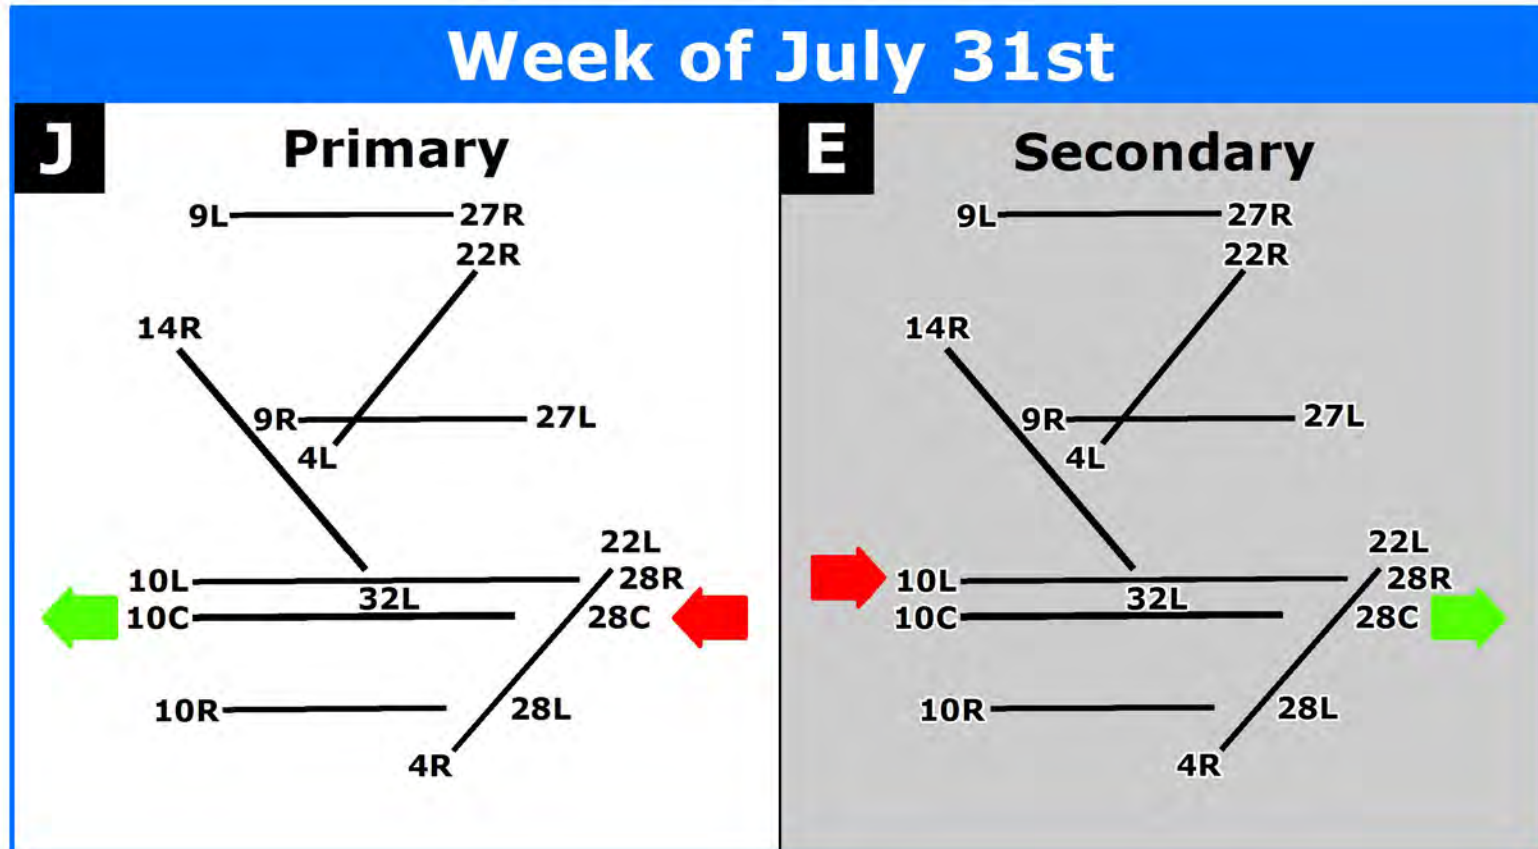 Week of July 31st
J
Primary
9L
27R
22R
14R
9R
27L
4L
22L
10L
28R
32L
10C
28C
10R
28L
4R
E
Secondary
9L
27R
22R
14R
9R
27L
4L
22L
10L
28R
32L
10C
28C
10R
28L
4R